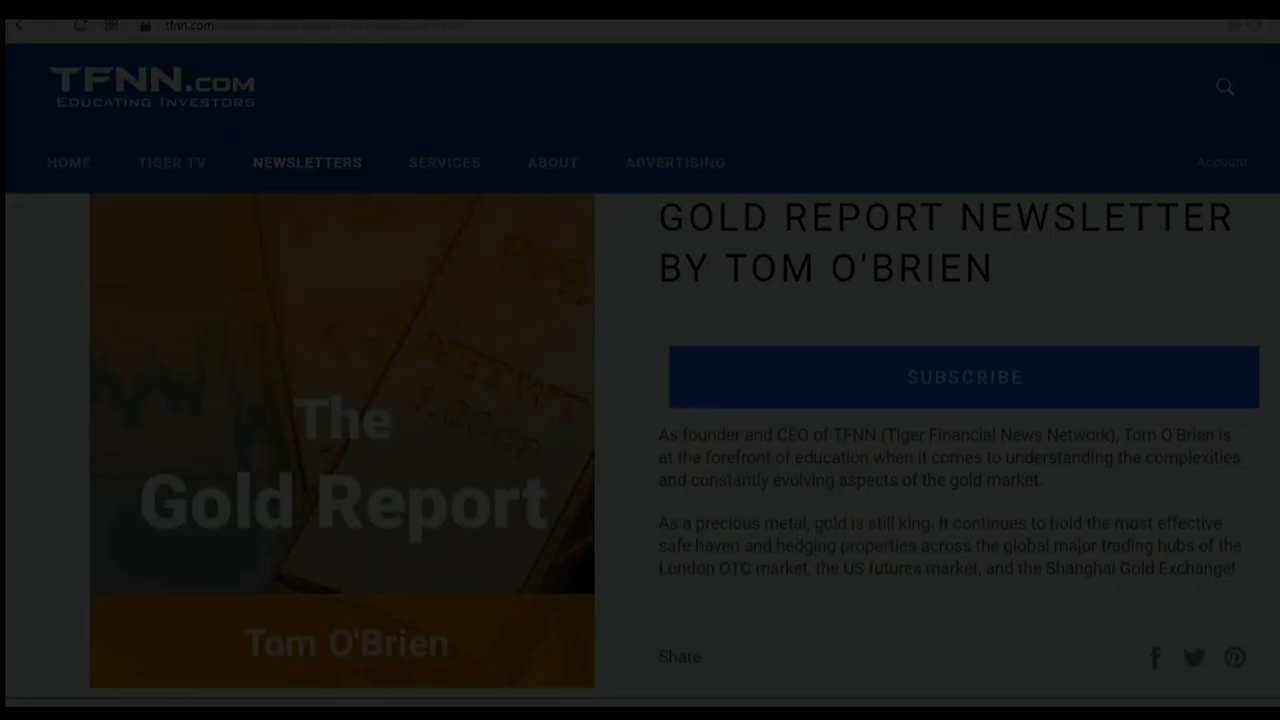 tfnn.com
TFNN.COM
EDUCATING INVESTORS
HOME TIGER TV NEWSLETTERS SERVICES ABOUT ADVERTISING Account
GOLD REPORT NEWSLETTER
BY TOM O'BRIEN
The
Gold Report
Tom O'Brien
SUBSCRIBE
As founder and CEO of TFNN (Tiger Financial News Network), Tom O'Brien is
at the forefront of education when it comes to understanding the complexities
and constantly evolving aspects of the gold market.
As a precious metal, gold is still king. It continues to hold the most effective
safe haven and hedging properties across the global major trading hubs of the
London OTC market, the US futures market, and the Shanghai Gold Exchange!
Share